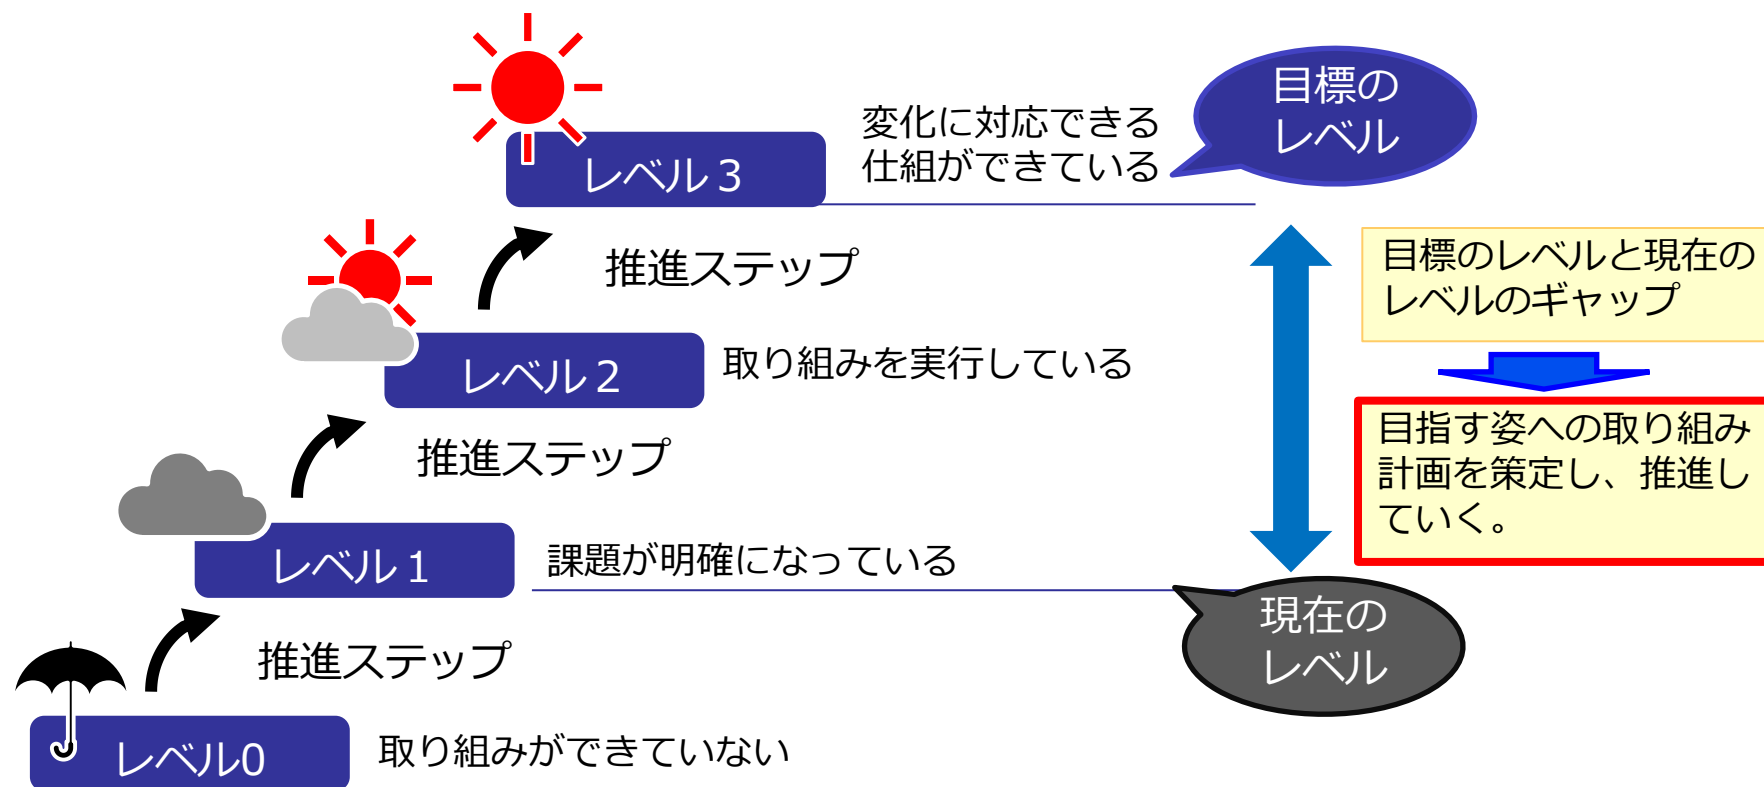 目標の
レベル
変化に対応できる
仕組ができている
レベル３
推進ステップ
目標のレベルと現在の
レベルのギャップ
レベル２
取り組みを実行している
推進ステップ
目指す姿への取り組み
計画を策定し、推進し
ていく。
レベル１
課題が明確になっている
現在の
レベル
推進ステップ
レベル0
取り組みができていない